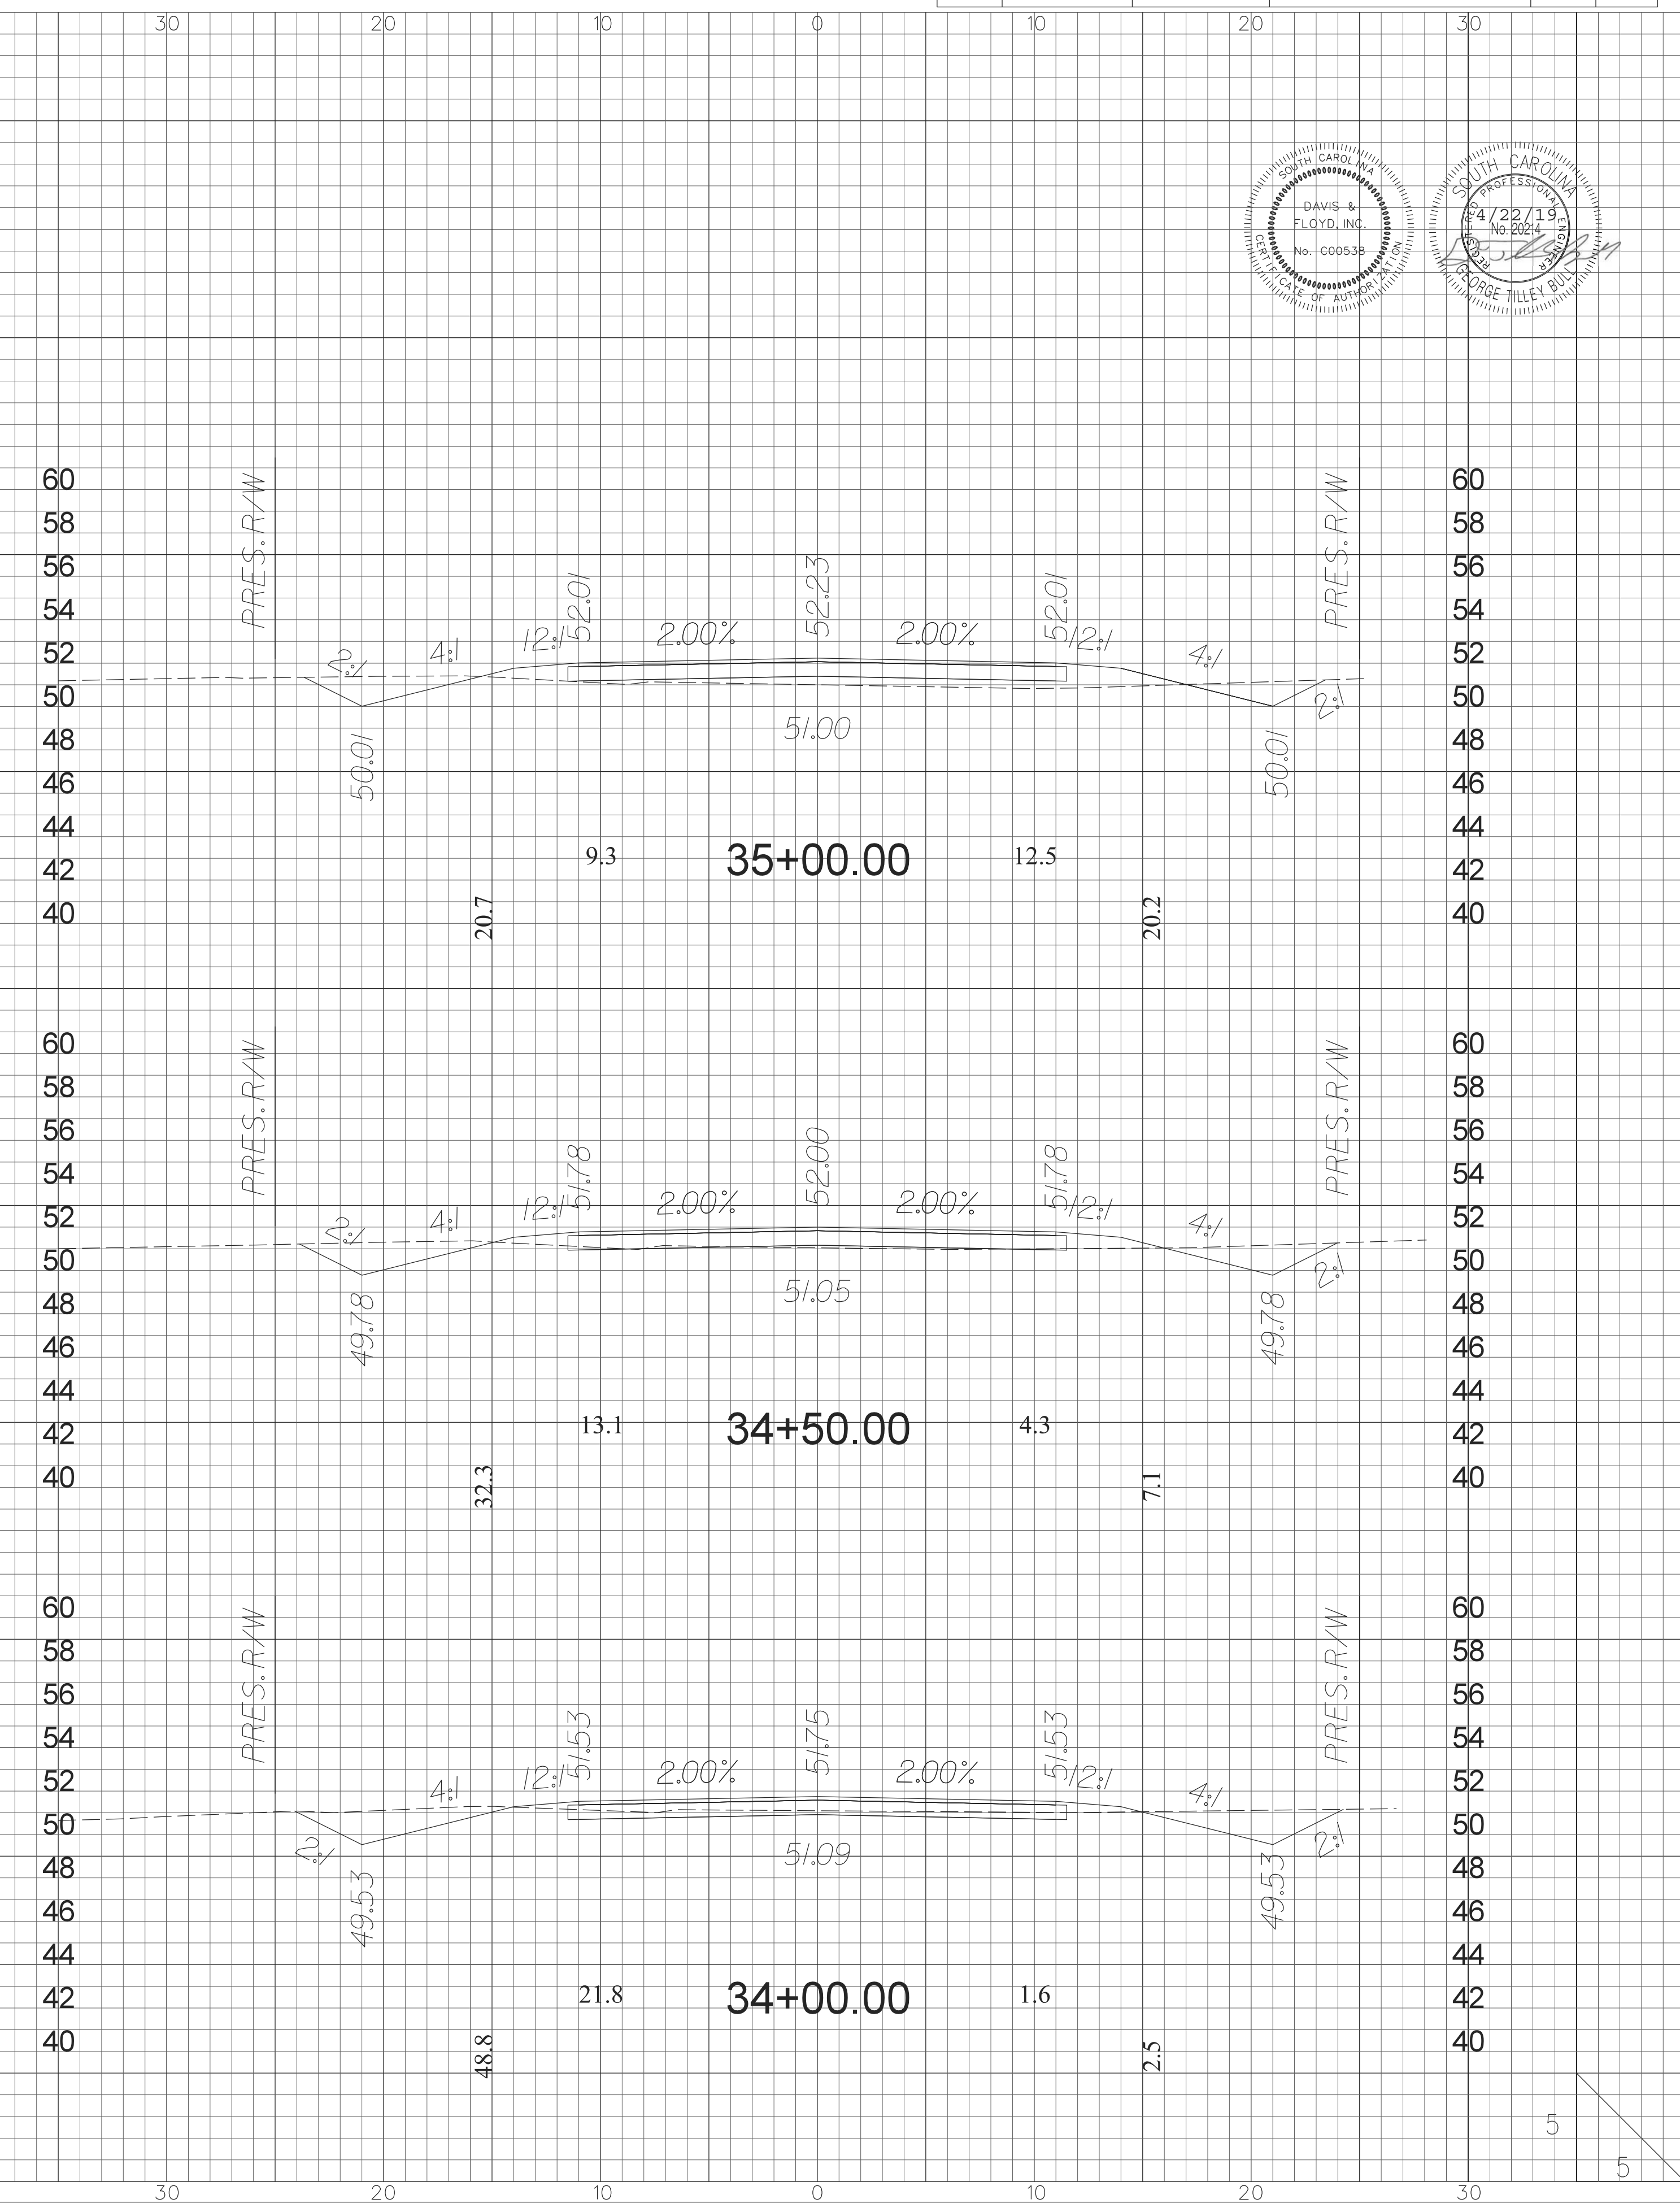 30 20 10 0 10 20 30
SOUTH CAROLINA
DAVIS &
FLOYD, INC.
No. C00538
CERTIFICATE OF AUTHORIZATION
SOUTH CAROLINA
REGISTERED PROFESSIONAL ENGINEER
4/22/19
No. 20214
GEORGE TILLEY BULL
60 PRES. R/W PRES. R/W 60
58 58
56 56
54 52.01 52.23 52.01 54
52 2:1 4:1 12:1 2.00% 2.00% 12:1 4:1 52
50 2:1 50
48 50.01 51.00 50.01 48
46 46
44 44
42 9.3 35+00.00 12.5 42
40 20.7 20.2 40
60 PRES. R/W PRES. R/W 60
58 58
56 56
54 51.78 52.00 51.78 54
52 2:1 4:1 12:1 2.00% 2.00% 12:1 4:1 52
50 2:1 50
48 49.78 51.05 49.78 48
46 46
44 44
42 13.1 34+50.00 4.3 42
40 32.3 7.1 40
60 PRES. R/W PRES. R/W 60
58 58
56 56
54 51.53 51.75 51.53 54
52 4:1 12:1 2.00% 2.00% 12:1 4:1 52
50 2:1 2:1 50
48 49.53 51.09 49.53 48
46 46
44 44
42 21.8 34+00.00 1.6 42
40 48.8 2.5 40
5
5
30 20 10 0 10 20 30